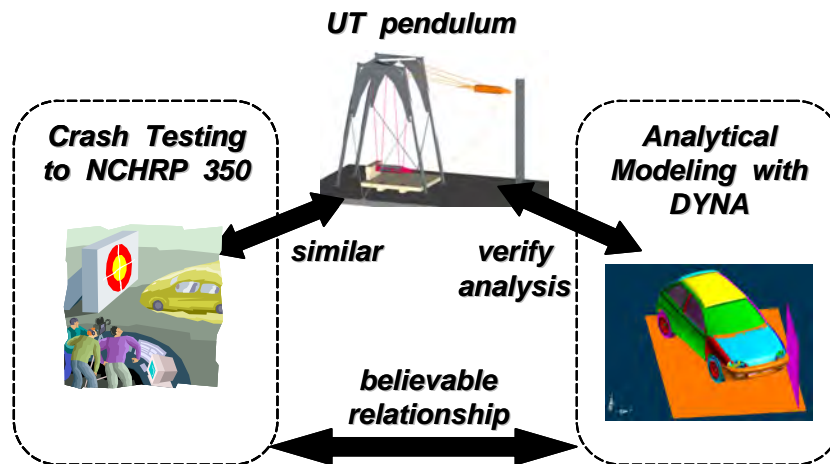 UT pendulum
Crash Testing
to NCHRP 350
Analytical
Modeling with
DYNA
similar
verify
analysis
believable
relationship